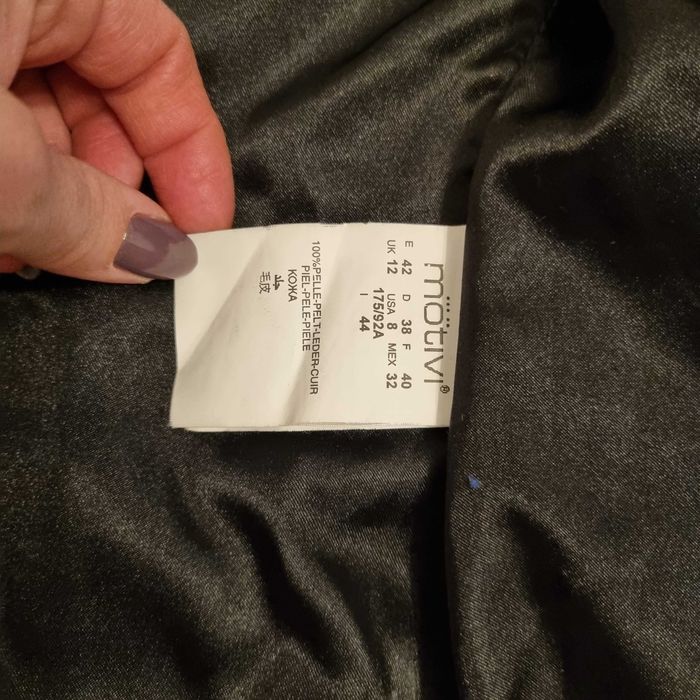 mötivi®
E 42 D 38 F 40
UK 12 USA 8 MEX 32
175/92A
I 44
100%PELLE-PELT-LEDER-CUIR
PIEL-PELE-PIELE
КОЖА
毛皮